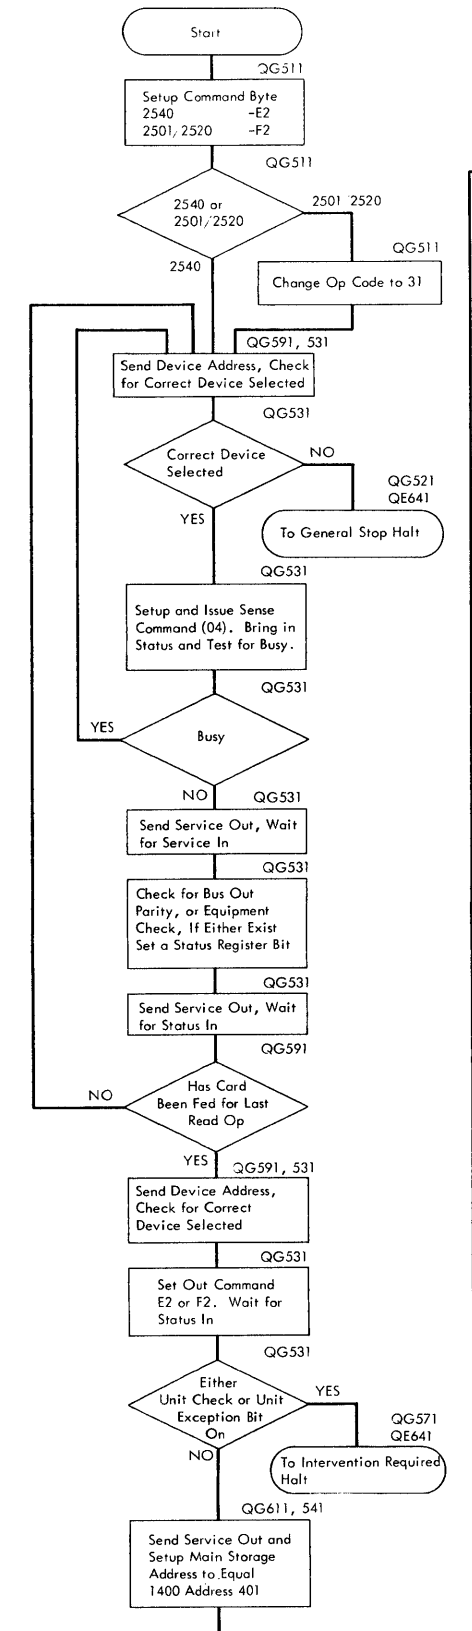 Start
QG511
Setup Command Byte
2540 -E2
2501/2520 -F2
QG511
2540 or
2501/2520
2501/2520
2540
QG511
Change Op Code to 31
QG591, 531
Send Device Address, Check
for Correct Device Selected
QG531
Correct Device
Selected
NO
YES
QG521
QE641
To General Stop Halt
QG531
Setup and Issue Sense
Command (04). Bring in
Status and Test for Busy.
QG531
YES
Busy
NO
QG531
Send Service Out, Wait
for Service In
QG531
Check for Bus Out
Parity, or Equipment
Check, If Either Exist
Set a Status Register Bit
QG531
Send Service Out, Wait
for Status In
QG591
NO
Has Card
Been Fed for Last
Read Op
YES
QG591, 531
Send Device Address,
Check for Correct
Device Selected
QG531
Set Out Command
E2 or F2. Wait for
Status In
QG531
Either
Unit Check or Unit
Exception Bit
On
YES
NO
QG571
QE641
To Intervention Required
Halt
QG611, 541
Send Service Out and
Setup Main Storage
Address to Equal
1400 Address 401